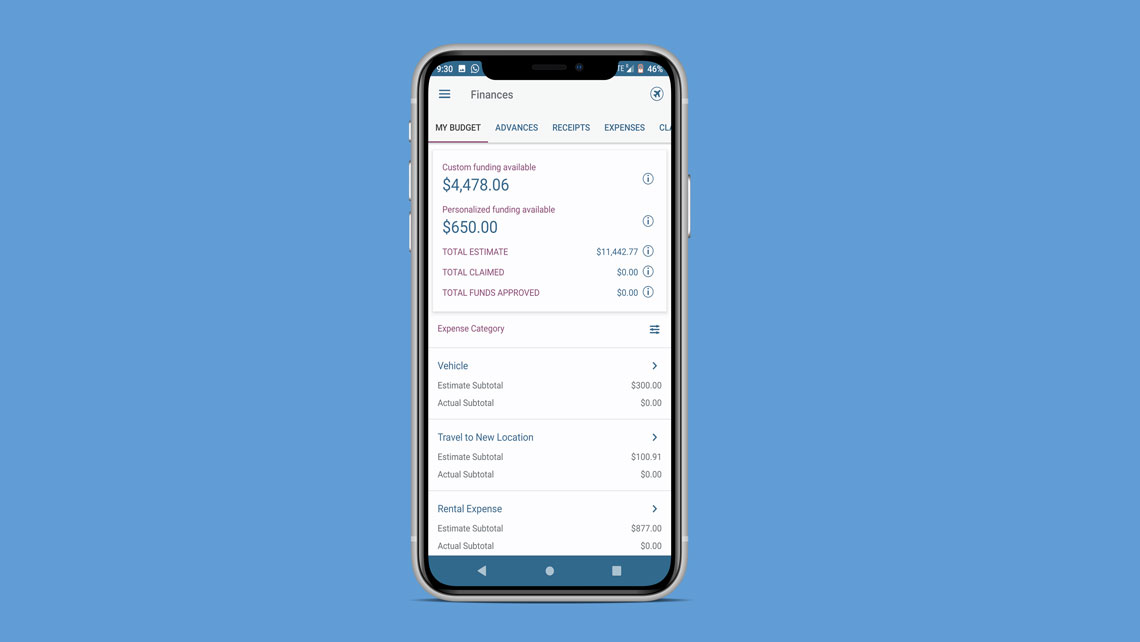 9:30 TE 46%
Finances
MY BUDGET ADVANCES RECEIPTS EXPENSES CLA
Custom funding available
$4,478.06
Personalized funding available
$650.00
TOTAL ESTIMATE $11,442.77
TOTAL CLAIMED $0.00
TOTAL FUNDS APPROVED $0.00
Expense Category
Vehicle
Estimate Subtotal $300.00
Actual Subtotal $0.00
Travel to New Location
Estimate Subtotal $100.91
Actual Subtotal $0.00
Rental Expense
Estimate Subtotal $877.00
Actual Subtotal $0.00